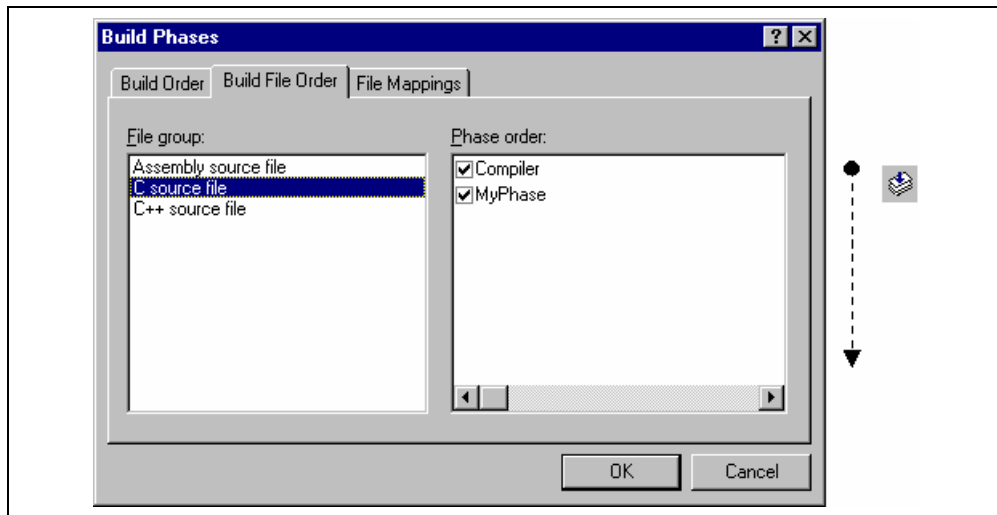 Build Phases
Build Order Build File Order File Mappings
File group: Phase order:
Assembly source file Compiler
C source file MyPhase
C++ source file
OK Cancel